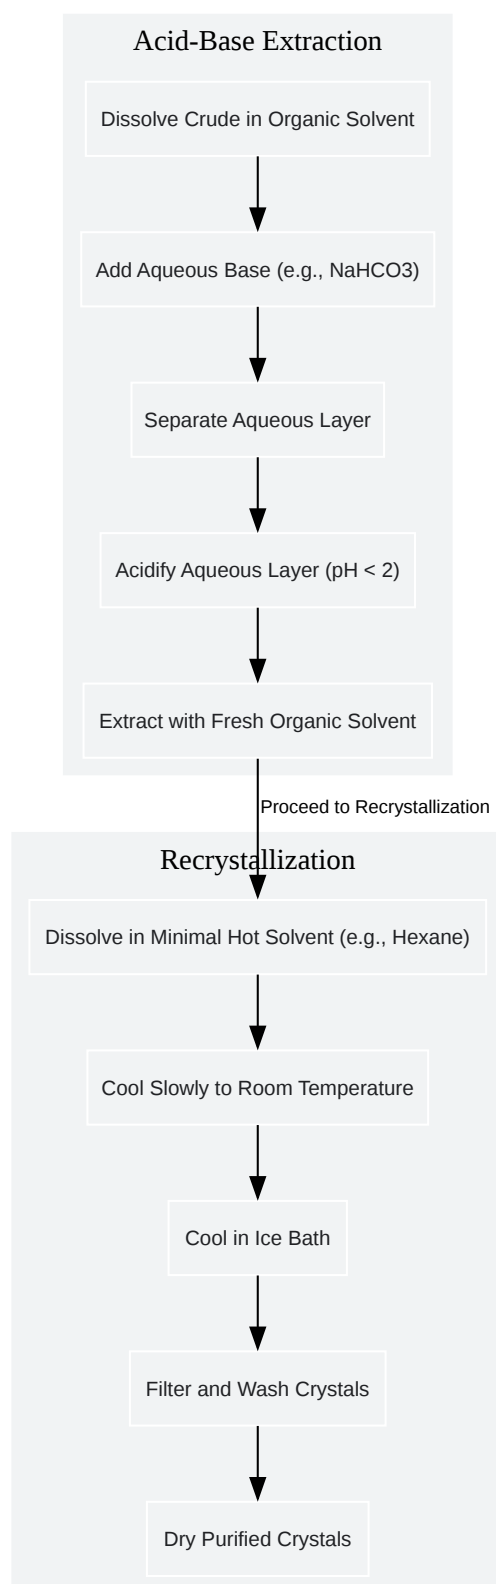 Acid-Base Extraction
Dissolve Crude in Organic Solvent
Add Aqueous Base (e.g., NaHCO3)
Separate Aqueous Layer
Acidify Aqueous Layer (pH < 2)
Extract with Fresh Organic Solvent
Proceed to Recrystallization
Recrystallization
Dissolve in Minimal Hot Solvent (e.g., Hexane)
Cool Slowly to Room Temperature
Cool in Ice Bath
Filter and Wash Crystals
Dry Purified Crystals